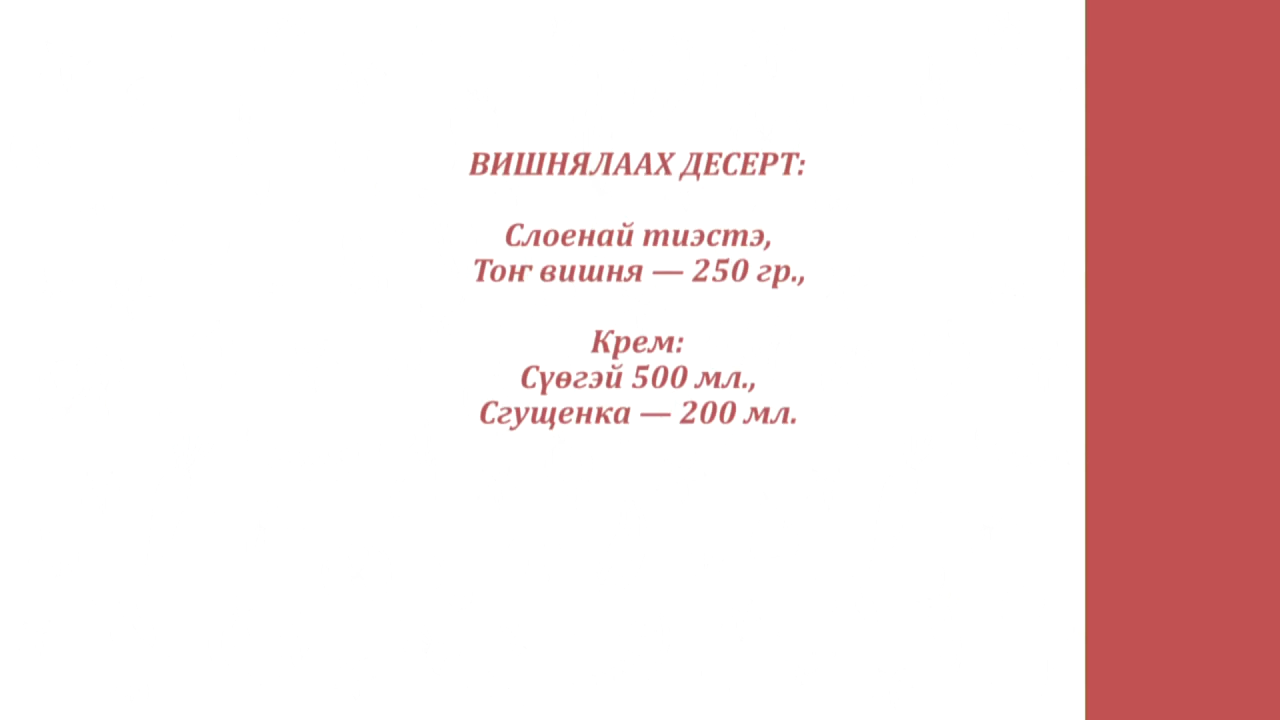 ВИШНЯЛААХ ДЕСЕРТ:
Слоенай тиэстэ,
Тоҥ вишня — 250 гр.,
Крем:
Сүөгэй 500 мл.,
Сгущенка — 200 мл.